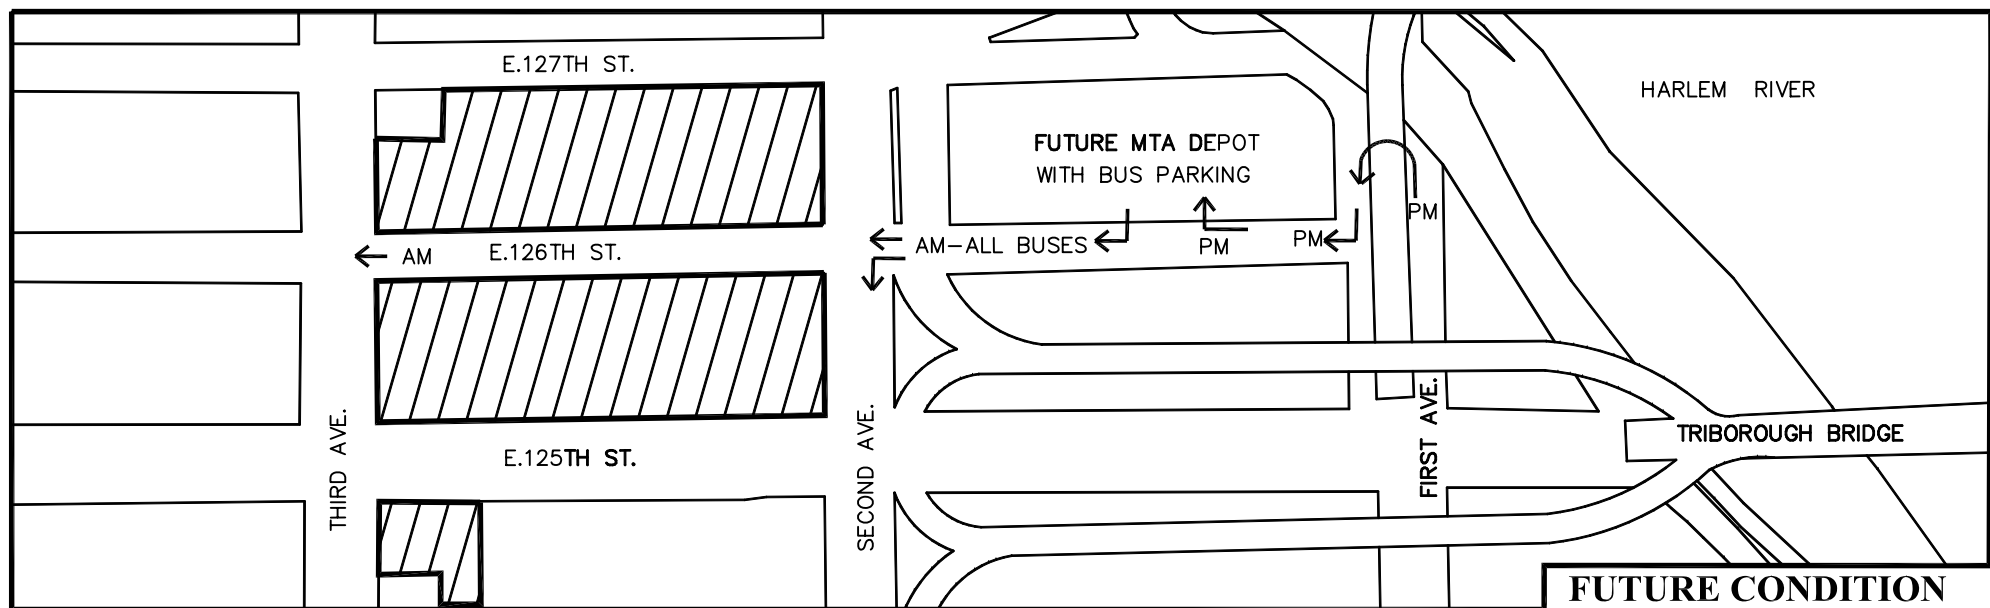 E.127TH ST.
HARLEM RIVER
FUTURE MTA DEPOT
WITH BUS PARKING
PM
AM
E.126TH ST.
AM-ALL BUSES
PM
PM
THIRD AVE.
SECOND AVE.
FIRST AVE.
TRIBOROUGH BRIDGE
E.125TH ST.
FUTURE CONDITION